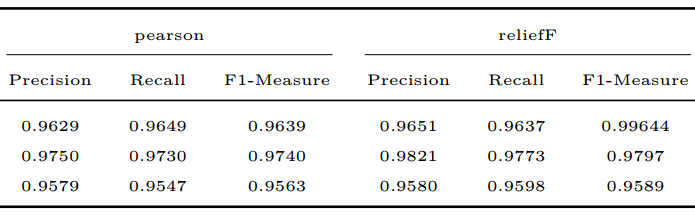 pearson reliefF
Precision Recall F1-Measure Precision Recall F1-Measure
0.9629 0.9649 0.9639 0.9651 0.9637 0.99644
0.9750 0.9730 0.9740 0.9821 0.9773 0.9797
0.9579 0.9547 0.9563 0.9580 0.9598 0.9589